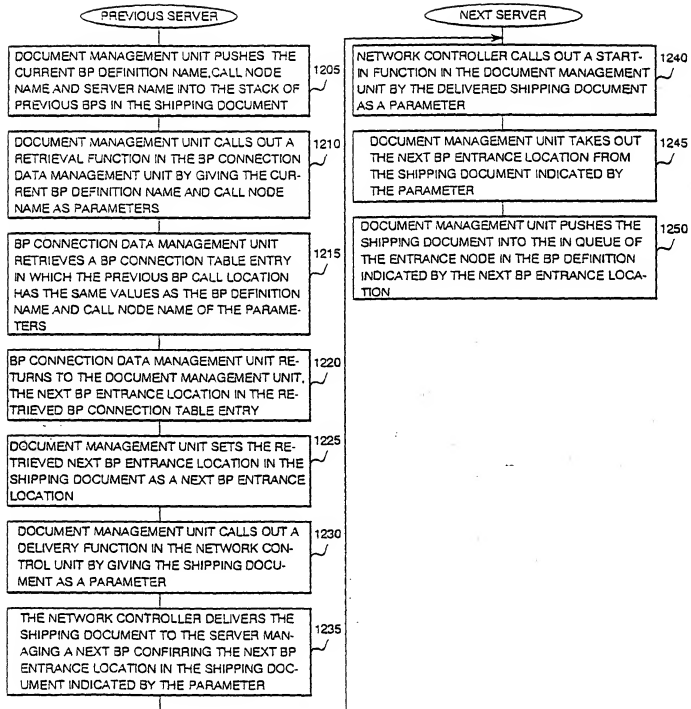 PREVIOUS SERVER
DOCUMENT MANAGEMENT UNIT PUSHES THE
CURRENT BP DEFINITION NAME, CALL NODE
NAME AND SERVER NAME INTO THE STACK OF
PREVIOUS BPS IN THE SHIPPING DOCUMENT
1205
DOCUMENT MANAGEMENT UNIT CALLS OUT A
RETRIEVAL FUNCTION IN THE BP CONNECTION
DATA MANAGEMENT UNIT BY GIVING THE CUR-
RENT BP DEFINITION NAME AND CALL NODE
NAME AS PARAMETERS
1210
BP CONNECTION DATA MANAGEMENT UNIT
RETRIEVES A BP CONNECTION TABLE ENTRY
IN WHICH THE PREVIOUS BP CALL LOCATION
HAS THE SAME VALUES AS THE BP DEFINITION
NAME AND CALL NODE NAME OF THE PARAME-
TERS
1215
BP CONNECTION DATA MANAGEMENT UNIT RE-
TURNS TO THE DOCUMENT MANAGEMENT UNIT,
THE NEXT BP ENTRANCE LOCATION IN THE RE-
TRIEVED BP CONNECTION TABLE ENTRY
1220
DOCUMENT MANAGEMENT UNIT SETS THE RE-
TRIEVED NEXT BP ENTRANCE LOCATION IN THE
SHIPPING DOCUMENT AS A NEXT BP ENTRANCE
LOCATION
1225
DOCUMENT MANAGEMENT UNIT CALLS OUT A
DELIVERY FUNCTION IN THE NETWORK CON-
TROL UNIT BY GIVING THE SHIPPING DOCU-
MENT AS A PARAMETER
1230
THE NETWORK CONTROLLER DELIVERS THE
SHIPPING DOCUMENT TO THE SERVER MAN-
AGING A NEXT BP CONFIRRING THE NEXT BP
ENTRANCE LOCATION IN THE SHIPPING DOC-
UMENT INDICATED BY THE PARAMETER
1235
NEXT SERVER
NETWORK CONTROLLER CALLS OUT A START-
IN FUNCTION IN THE DOCUMENT MANAGEMENT
UNIT BY THE DELIVERED SHIPPING DOCUMENT
AS A PARAMETER
1240
DOCUMENT MANAGEMENT UNIT TAKES OUT
THE NEXT BP ENTRANCE LOCATION FROM
THE SHIPPING DOCUMENT INDICATED BY
THE PARAMETER
1245
DOCUMENT MANAGEMENT UNIT PUSHES THE
SHIPPING DOCUMENT INTO THE IN QUEUE OF
THE ENTRANCE NODE IN THE BP DEFINITION
INDICATED BY THE NEXT BP ENTRANCE LOCA-
TION
1250